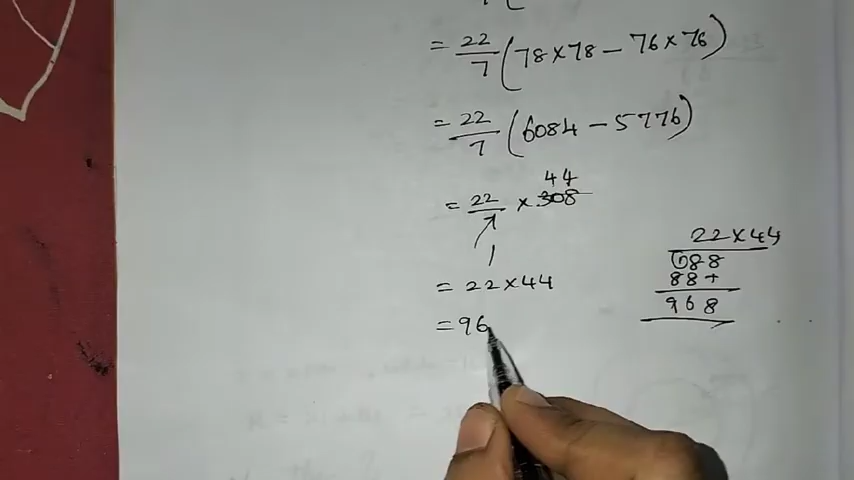 = 22/7 (78×78 − 76×76)
= 22/7 (6084 − 5776)
44
= 22/7 × 308
1
= 22×44
= 96
22×44
088
88+
968